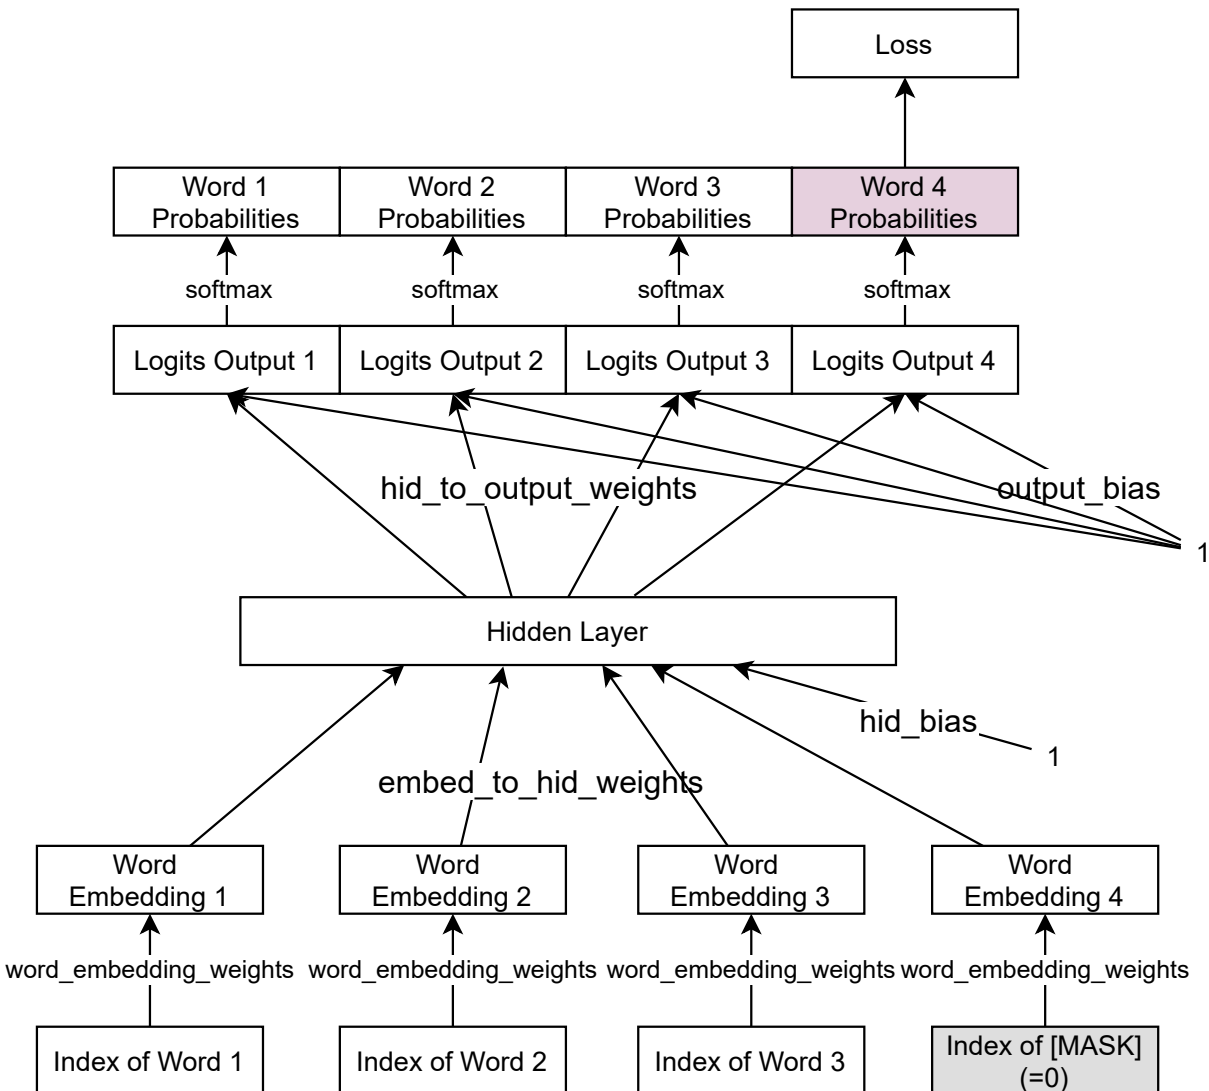 Loss
Word 1
Probabilities
Word 2
Probabilities
Word 3
Probabilities
Word 4
Probabilities
softmax
softmax
softmax
softmax
Logits Output 1
Logits Output 2
Logits Output 3
Logits Output 4
hid_to_output_weights
output_bias
1
Hidden Layer
hid_bias
1
embed_to_hid_weights
Word
Embedding 1
Word
Embedding 2
Word
Embedding 3
Word
Embedding 4
word_embedding_weights
word_embedding_weights
word_embedding_weights
word_embedding_weights
Index of Word 1
Index of Word 2
Index of Word 3
Index of [MASK]
(=0)